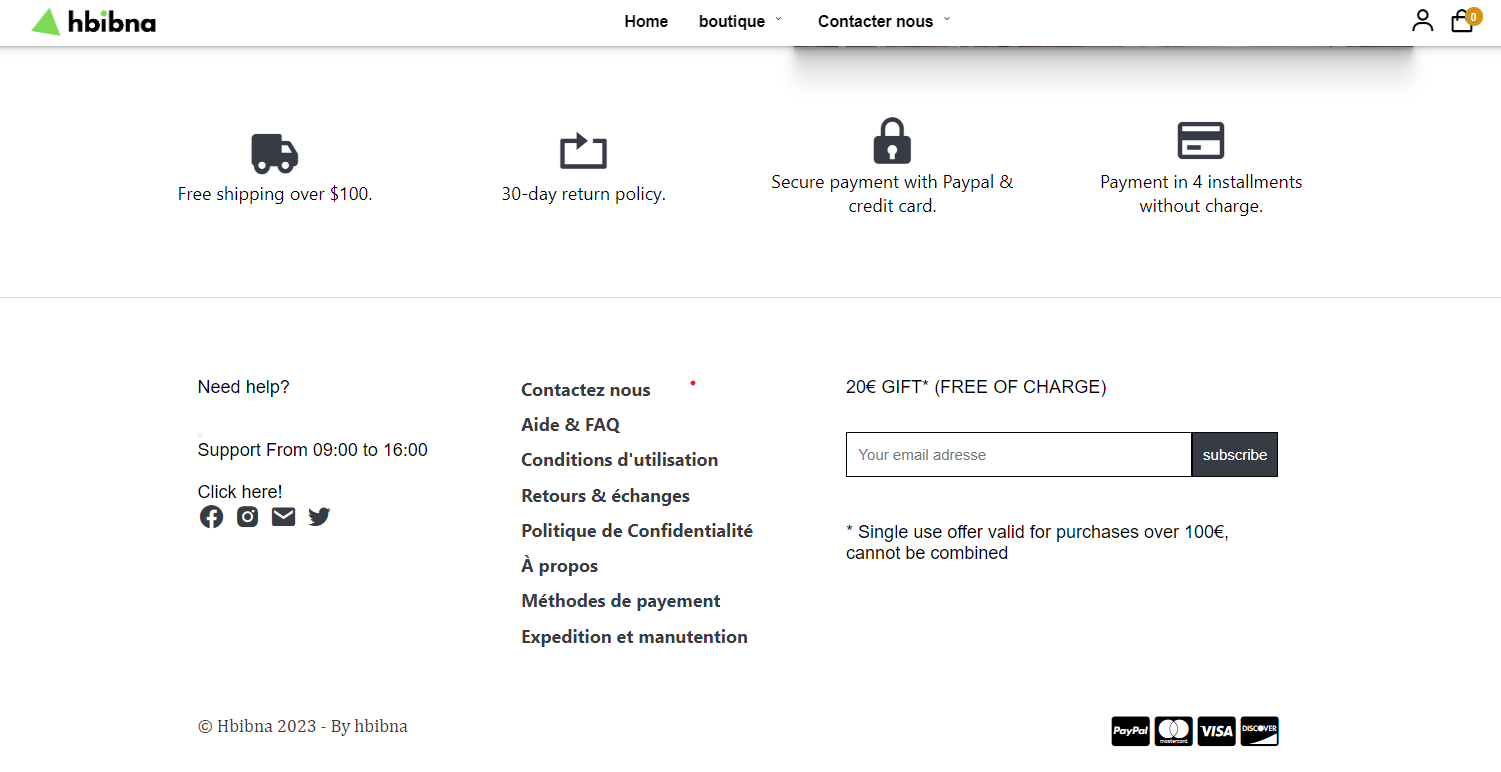 hbibna
Home
boutique
Contacter nous
0
Free shipping over $100.
30-day return policy.
Secure payment with Paypal &
credit card.
Payment in 4 installments
without charge.
Need help?
Support From 09:00 to 16:00
Click here!
Contactez nous
Aide & FAQ
Conditions d'utilisation
Retours & échanges
Politique de Confidentialité
À propos
Méthodes de payement
Expedition et manutention
20€ GIFT* (FREE OF CHARGE)
Your email adresse
subscribe
* Single use offer valid for purchases over 100€,
cannot be combined
© Hbibna 2023 - By hbibna
PayPal
mastercard
VISA
DISCOVER